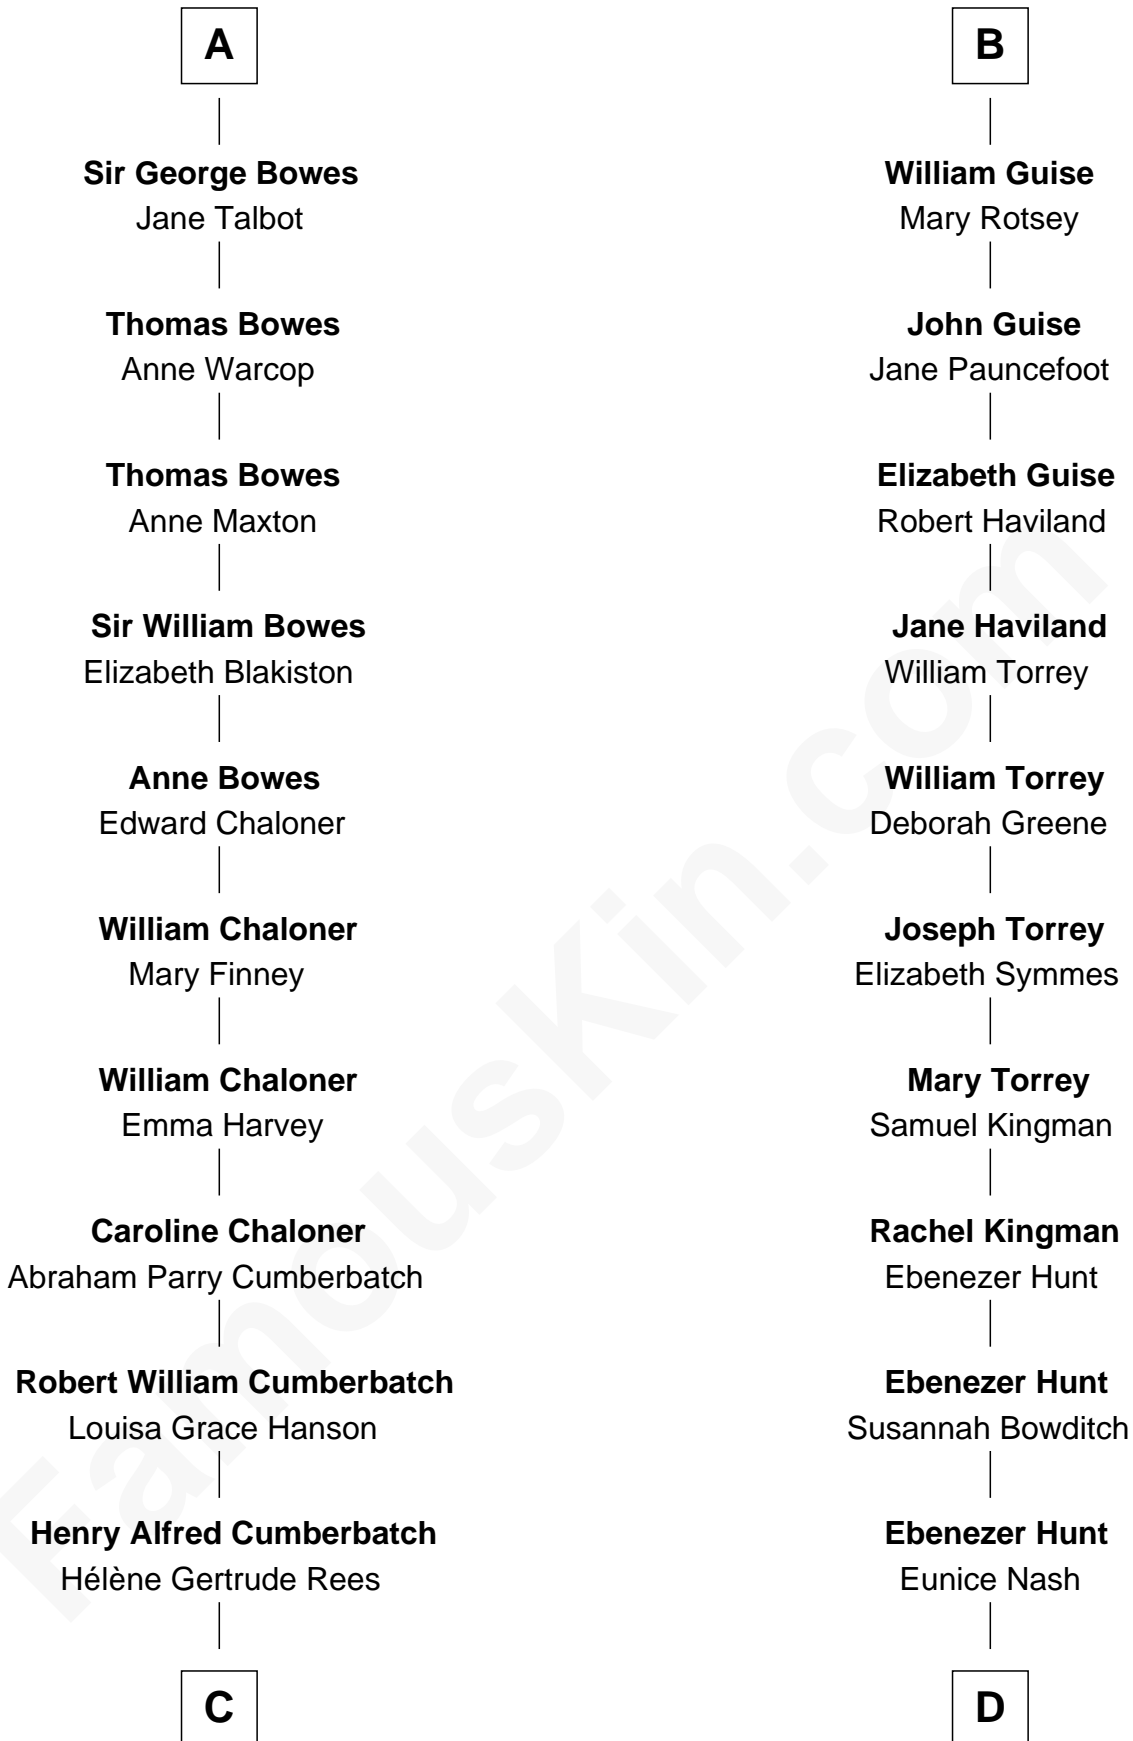 A
Sir George Bowes
Jane Talbot
Thomas Bowes
Anne Warcop
Thomas Bowes
Anne Maxton
Sir William Bowes
Elizabeth Blakiston
Anne Bowes
Edward Chaloner
William Chaloner
Mary Finney
William Chaloner
Emma Harvey
Caroline Chaloner
Abraham Parry Cumberbatch
Robert William Cumberbatch
Louisa Grace Hanson
Henry Alfred Cumberbatch
Hélène Gertrude Rees
C
B
William Guise
Mary Rotsey
John Guise
Jane Pauncefoot
Elizabeth Guise
Robert Haviland
Jane Haviland
William Torrey
William Torrey
Deborah Greene
Joseph Torrey
Elizabeth Symmes
Mary Torrey
Samuel Kingman
Rachel Kingman
Ebenezer Hunt
Ebenezer Hunt
Susannah Bowditch
Ebenezer Hunt
Eunice Nash
D
FamousKin.com